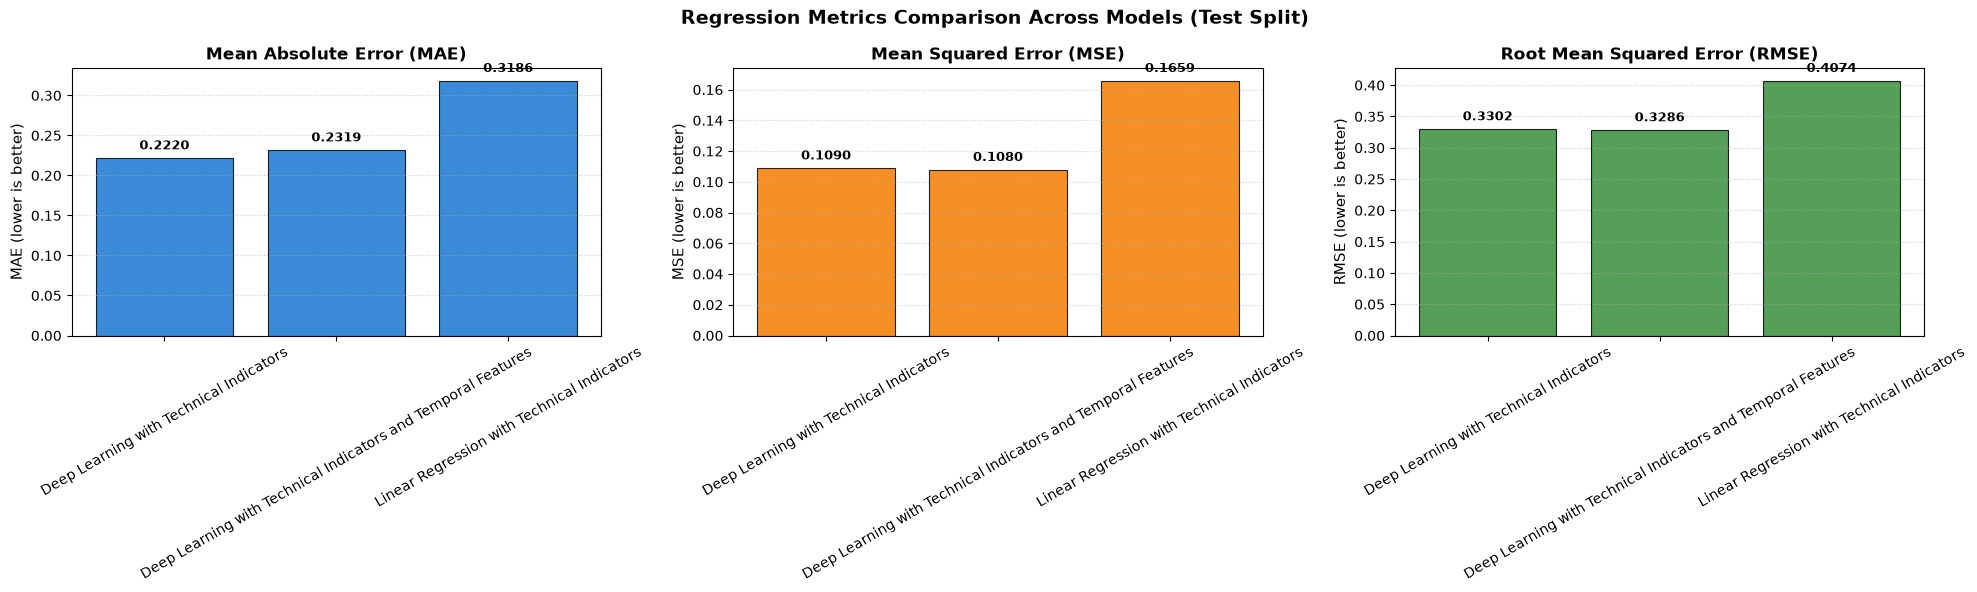 Regression Metrics Comparison Across Models (Test Split)
Mean Absolute Error (MAE)
MAE (lower is better)
0.30
0.25
0.20
0.15
0.10
0.05
0.00
0.2220
0.2319
0.3186
Deep Learning with Technical Indicators
Deep Learning with Technical Indicators and Temporal Features
Linear Regression with Technical Indicators
Mean Squared Error (MSE)
MSE (lower is better)
0.16
0.14
0.12
0.10
0.08
0.06
0.04
0.02
0.00
0.1090
0.1080
0.1659
Deep Learning with Technical Indicators
Deep Learning with Technical Indicators and Temporal Features
Linear Regression with Technical Indicators
Root Mean Squared Error (RMSE)
RMSE (lower is better)
0.40
0.35
0.30
0.25
0.20
0.15
0.10
0.05
0.00
0.3302
0.3286
0.4074
Deep Learning with Technical Indicators
Deep Learning with Technical Indicators and Temporal Features
Linear Regression with Technical Indicators